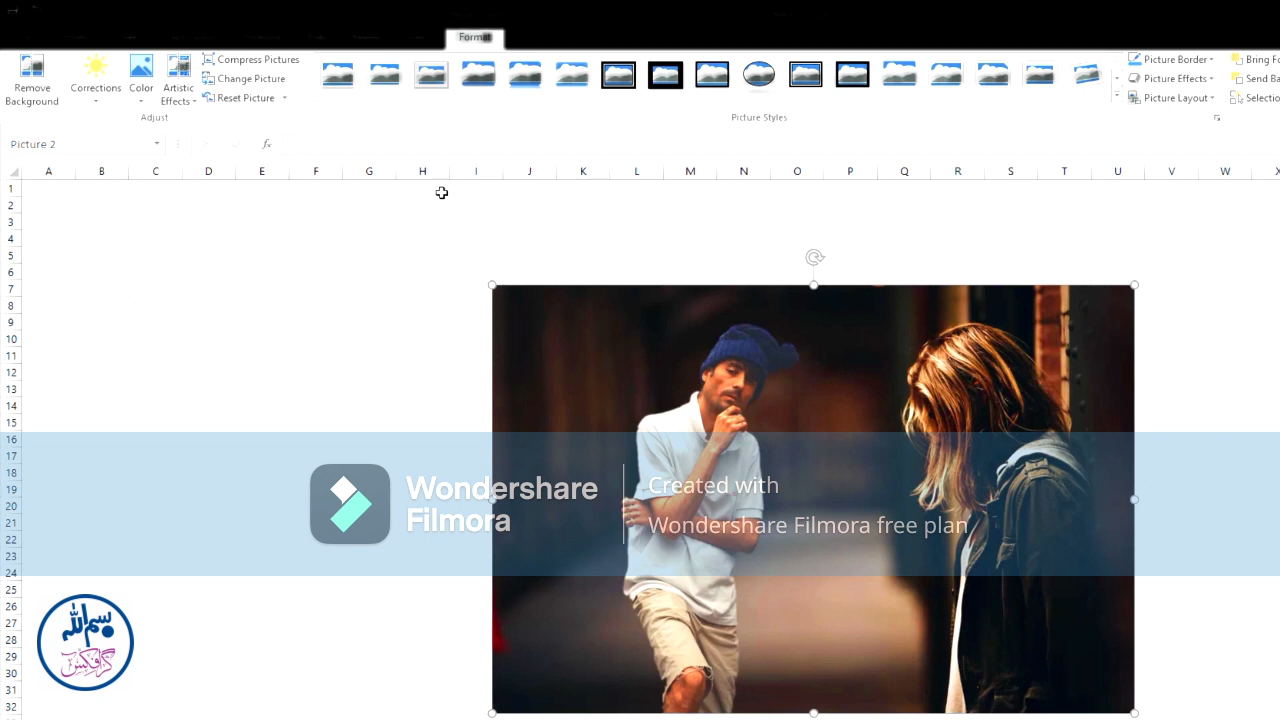 Format
Compress Pictures
Picture Border
Bring Fo
Change Picture
Picture Effects
Send Ba
Remove
Background
Corrections
Color
Artistic
Effects
Reset Picture
Picture Layout
Selectio
Adjust
Picture Styles
Picture 2
fx
A B C D E F G H I J K L M N O P Q R S T U V W X
1
2
3
4
5
6
7
8
9
10
11
12
13
14
15
16
17
18
19
20
21
22
23
24
25
26
27
28
29
30
31
32
Wondershare
Filmora
Created with
Wondershare Filmora free plan
بسم اللہ
گرافکس